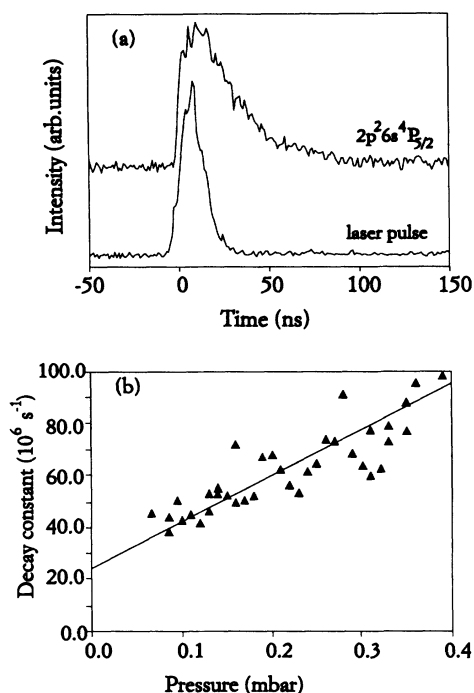 (a)
Intensity (arb.units)
2p²6s⁴P₅/₂
laser pulse
-50 0 50 100 150
Time (ns)
(b)
Decay constant (10⁶ s⁻¹)
100.0
80.0
60.0
40.0
20.0
0.0
0.0 0.1 0.2 0.3 0.4
Pressure (mbar)